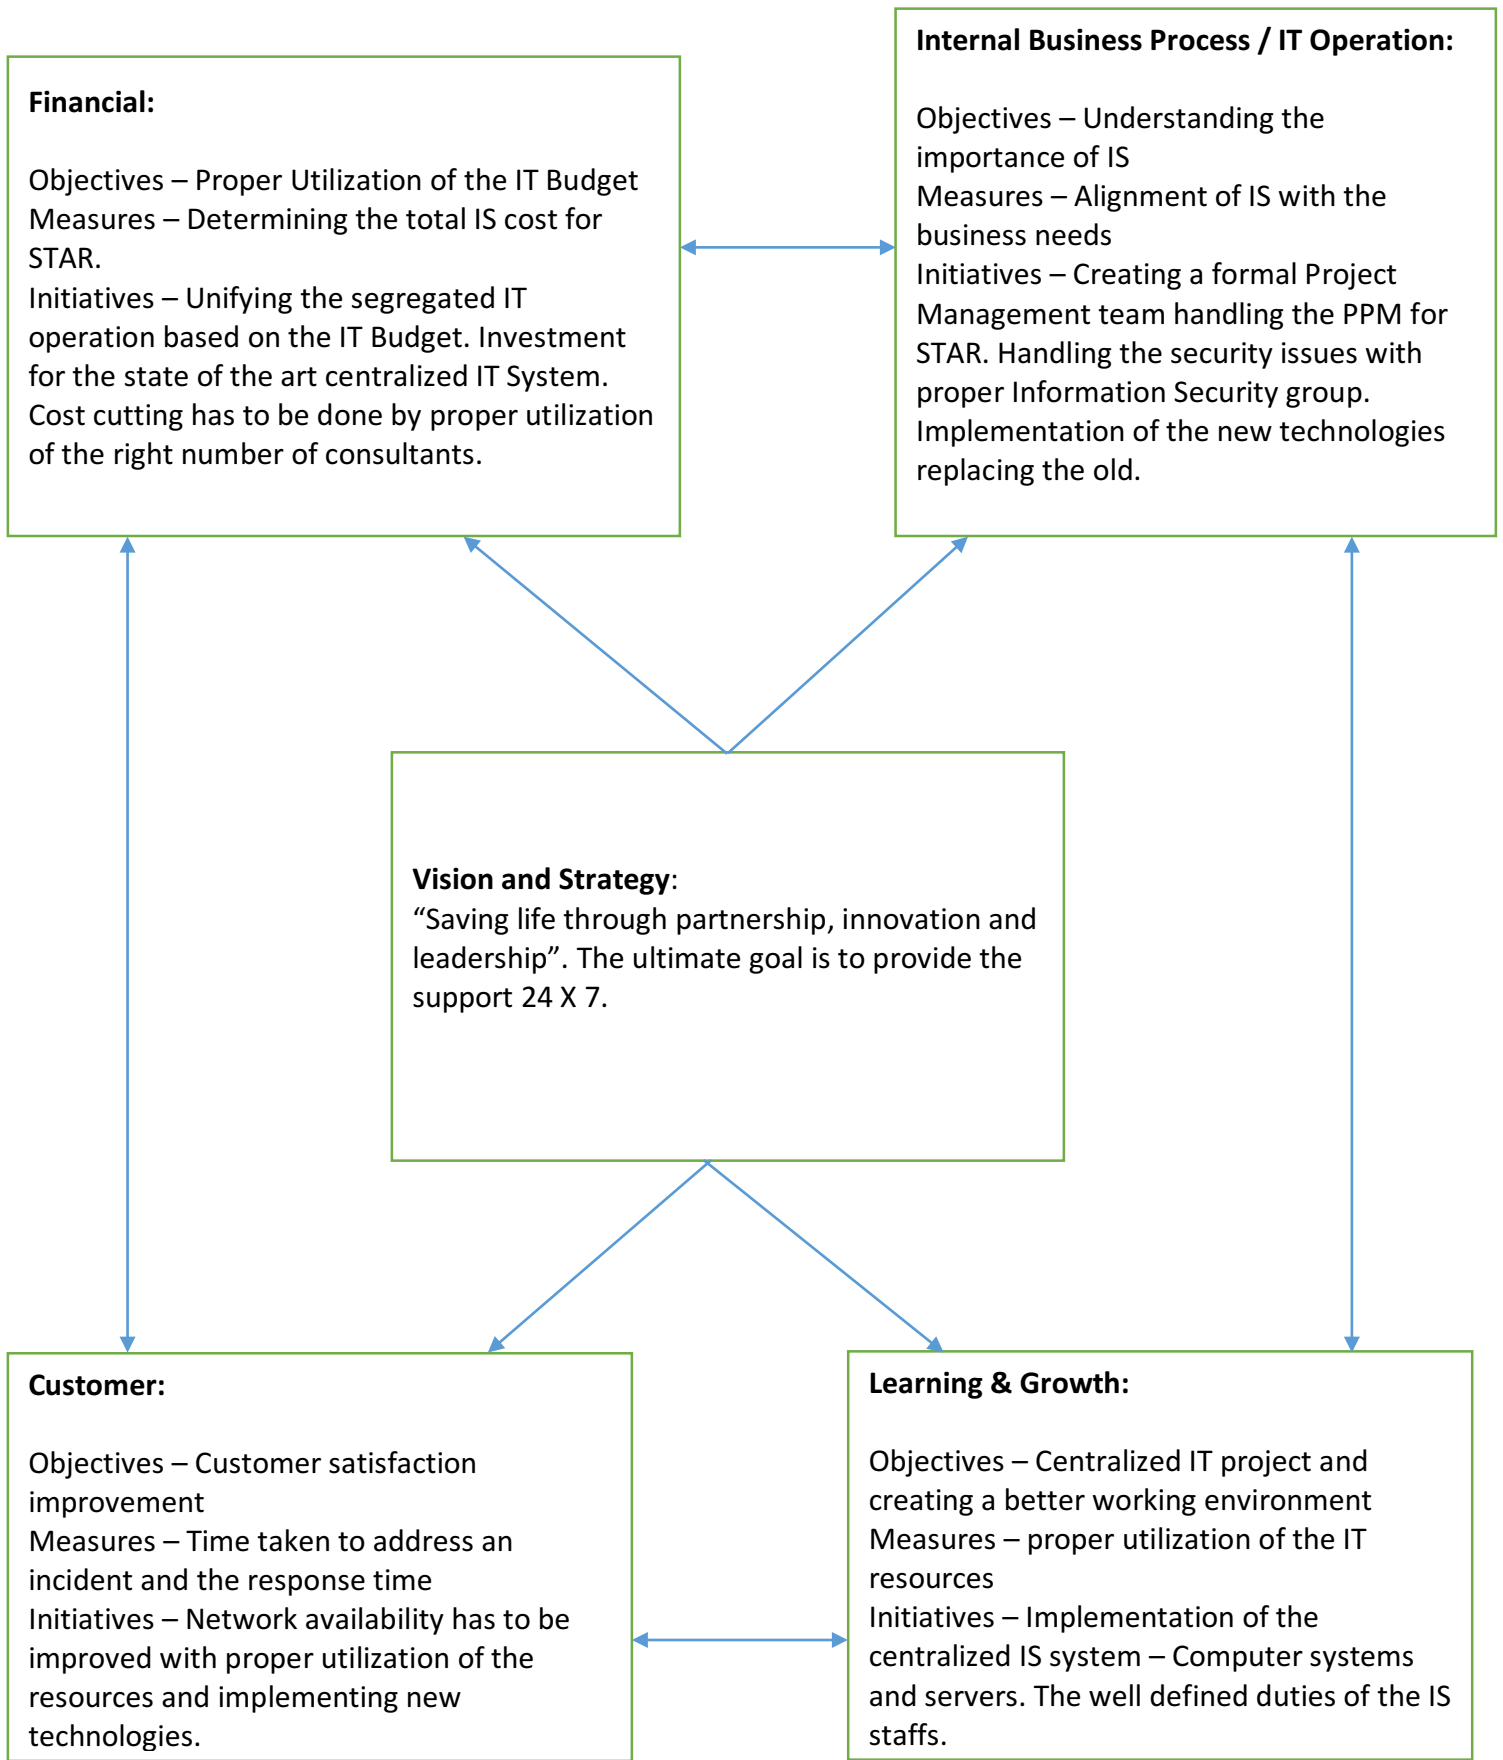 Financial:
Objectives – Proper Utilization of the IT Budget
Measures – Determining the total IS cost for
STAR.
Initiatives – Unifying the segregated IT
operation based on the IT Budget. Investment
for the state of the art centralized IT System.
Cost cutting has to be done by proper utilization
of the right number of consultants.
Internal Business Process / IT Operation:
Objectives – Understanding the
importance of IS
Measures – Alignment of IS with the
business needs
Initiatives – Creating a formal Project
Management team handling the PPM for
STAR. Handling the security issues with
proper Information Security group.
Implementation of the new technologies
replacing the old.
Vision and Strategy:
“Saving life through partnership, innovation and
leadership”. The ultimate goal is to provide the
support 24 X 7.
Customer:
Objectives – Customer satisfaction
improvement
Measures – Time taken to address an
incident and the response time
Initiatives – Network availability has to be
improved with proper utilization of the
resources and implementing new
technologies.
Learning & Growth:
Objectives – Centralized IT project and
creating a better working environment
Measures – proper utilization of the IT
resources
Initiatives – Implementation of the
centralized IS system – Computer systems
and servers. The well defined duties of the IS
staffs.